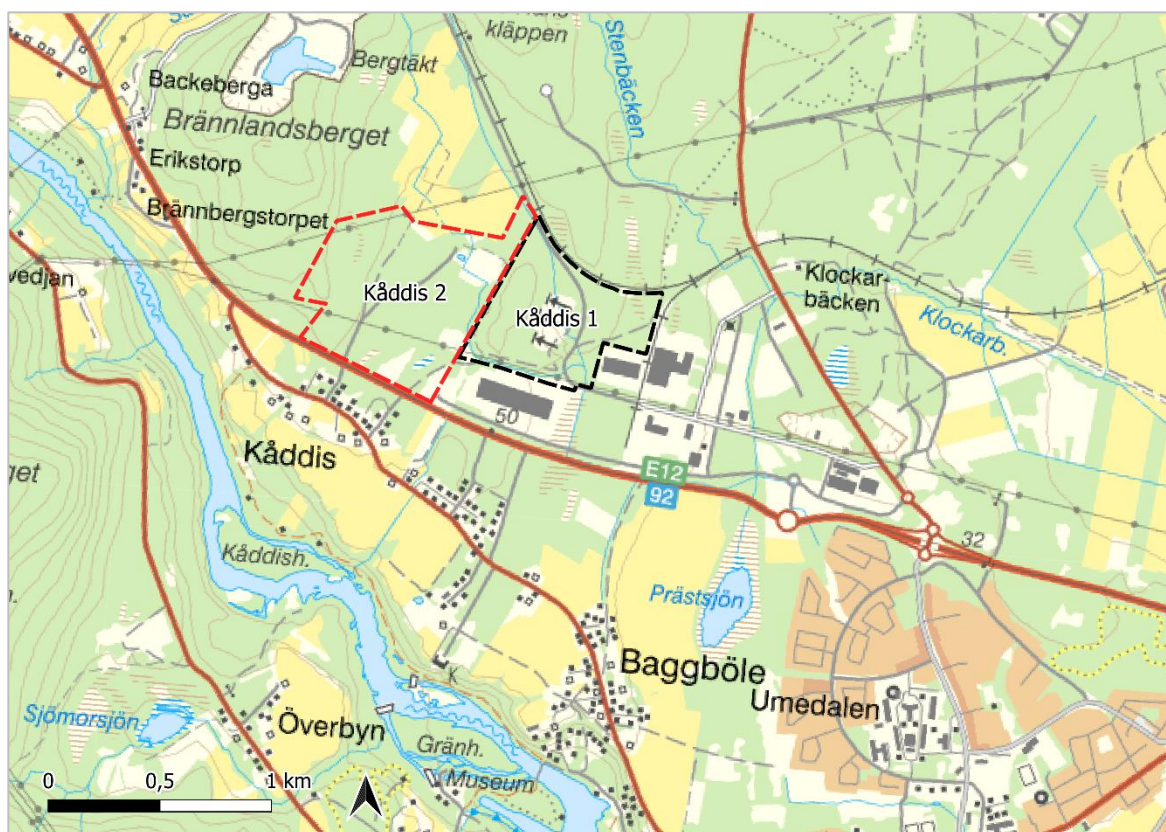 kläppen
Bergtäkt
Stenbäcken
Backeberga
Brännlandsberget
Erikstorp
Brännbergstorpet
vedjan
Kåddis 2
Kåddis 1
Klockar-
bäcken
Klockarb.
50
Kåddis
E12
92
get
32
Kåddish.
Prästsjön
Baggböle
K
Umedalen
Sjömorsjön
Överbyn
Gränh.
Museum
0 0,5 1 km